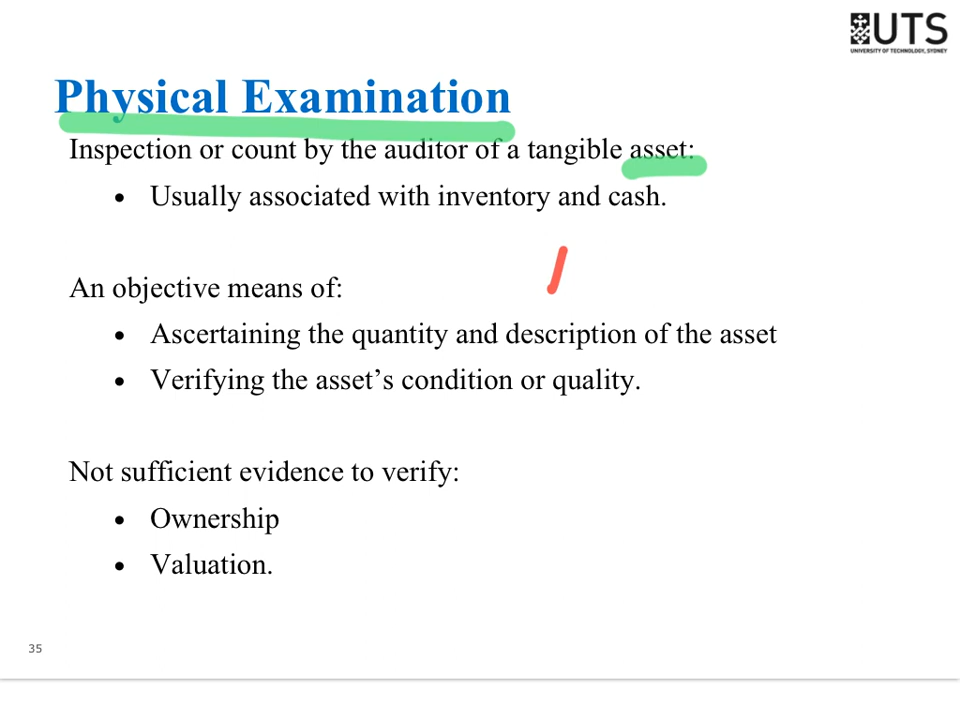 UTS
UNIVERSITY OF TECHNOLOGY, SYDNEY
Physical Examination
Inspection or count by the auditor of a tangible asset:
• Usually associated with inventory and cash.
An objective means of:
• Ascertaining the quantity and description of the asset
• Verifying the asset’s condition or quality.
Not sufficient evidence to verify:
• Ownership
• Valuation.
35